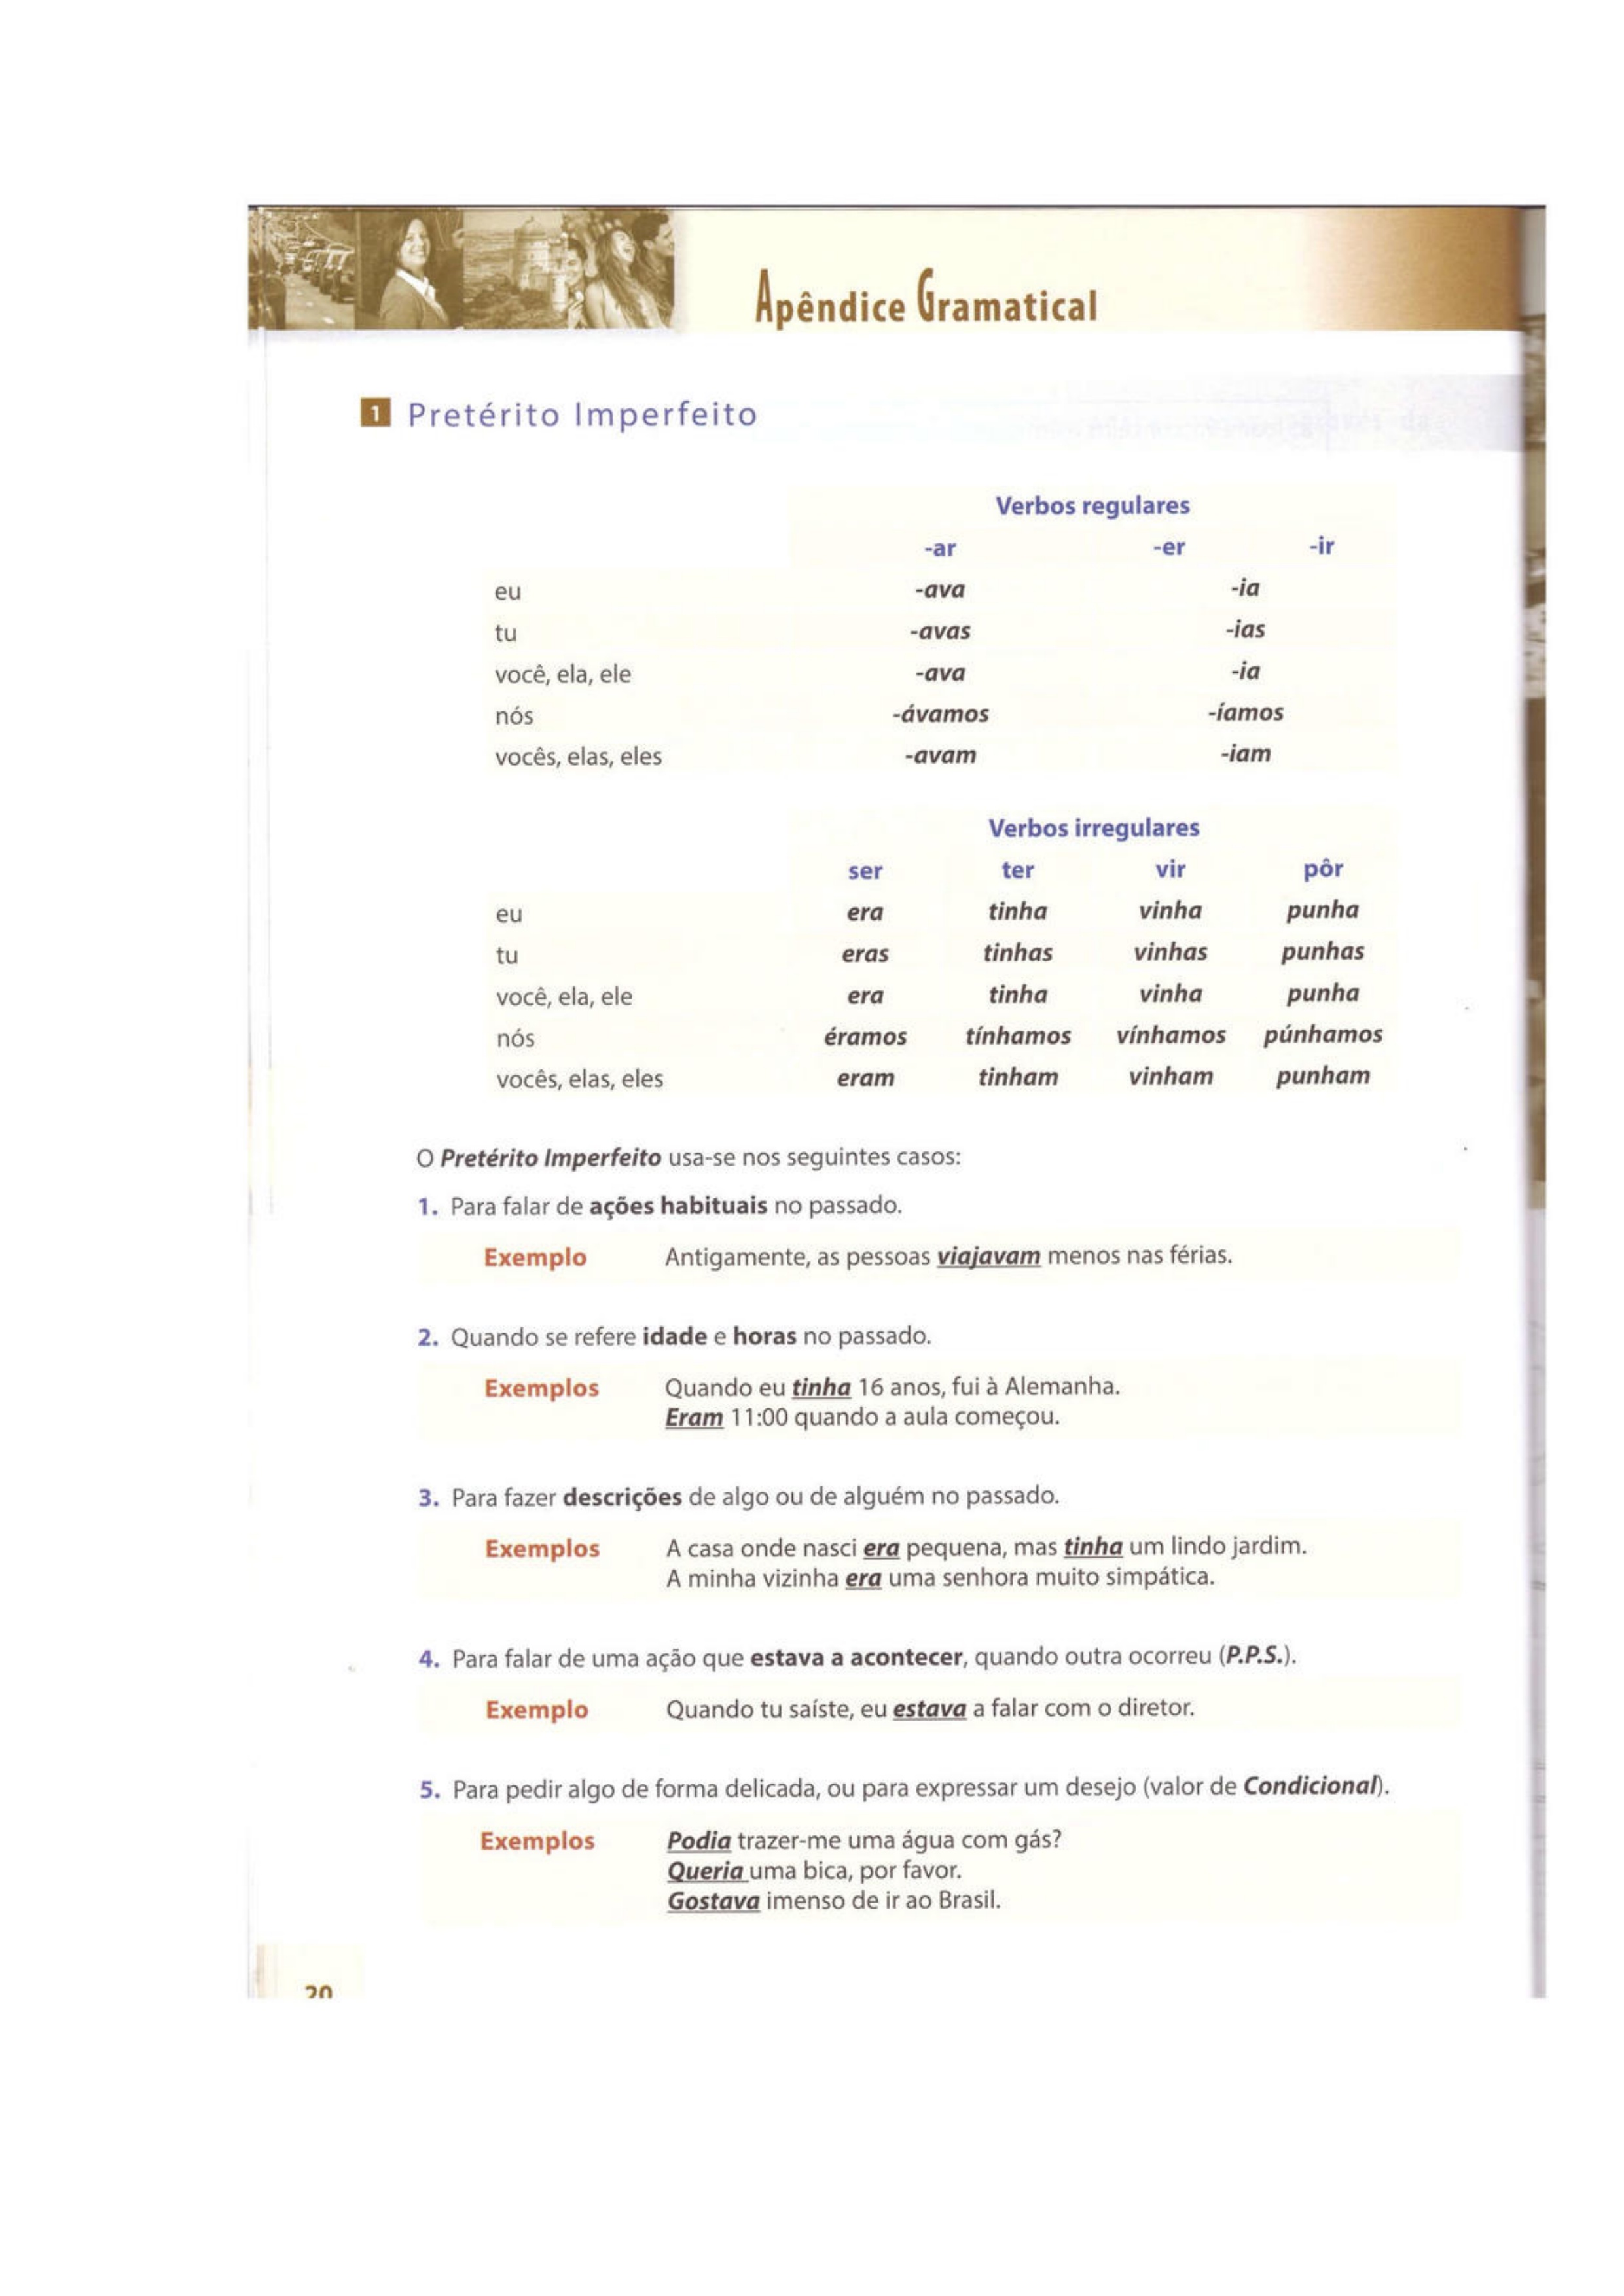 Apêndice Gramatical
1 Pretérito Imperfeito
Verbos regulares
-ar -er -ir
eu -ava -ia
tu -avas -ias
você, ela, ele -ava -ia
nós -ávamos -íamos
vocês, elas, eles -avam -iam
Verbos irregulares
ser ter vir pôr
eu era tinha vinha punha
tu eras tinhas vinhas punhas
você, ela, ele era tinha vinha punha
nós éramos tínhamos vínhamos púnhamos
vocês, elas, eles eram tinham vinham punham
O Pretérito Imperfeito usa-se nos seguintes casos:
1. Para falar de ações habituais no passado.
Exemplo Antigamente, as pessoas viajavam menos nas férias.
2. Quando se refere idade e horas no passado.
Exemplos Quando eu tinha 16 anos, fui à Alemanha.
Eram 11:00 quando a aula começou.
3. Para fazer descrições de algo ou de alguém no passado.
Exemplos A casa onde nasci era pequena, mas tinha um lindo jardim.
A minha vizinha era uma senhora muito simpática.
4. Para falar de uma ação que estava a acontecer, quando outra ocorreu (P.P.S.).
Exemplo Quando tu saíste, eu estava a falar com o diretor.
5. Para pedir algo de forma delicada, ou para expressar um desejo (valor de Condicional).
Exemplos Podia trazer-me uma água com gás?
Queria uma bica, por favor.
Gostava imenso de ir ao Brasil.
20